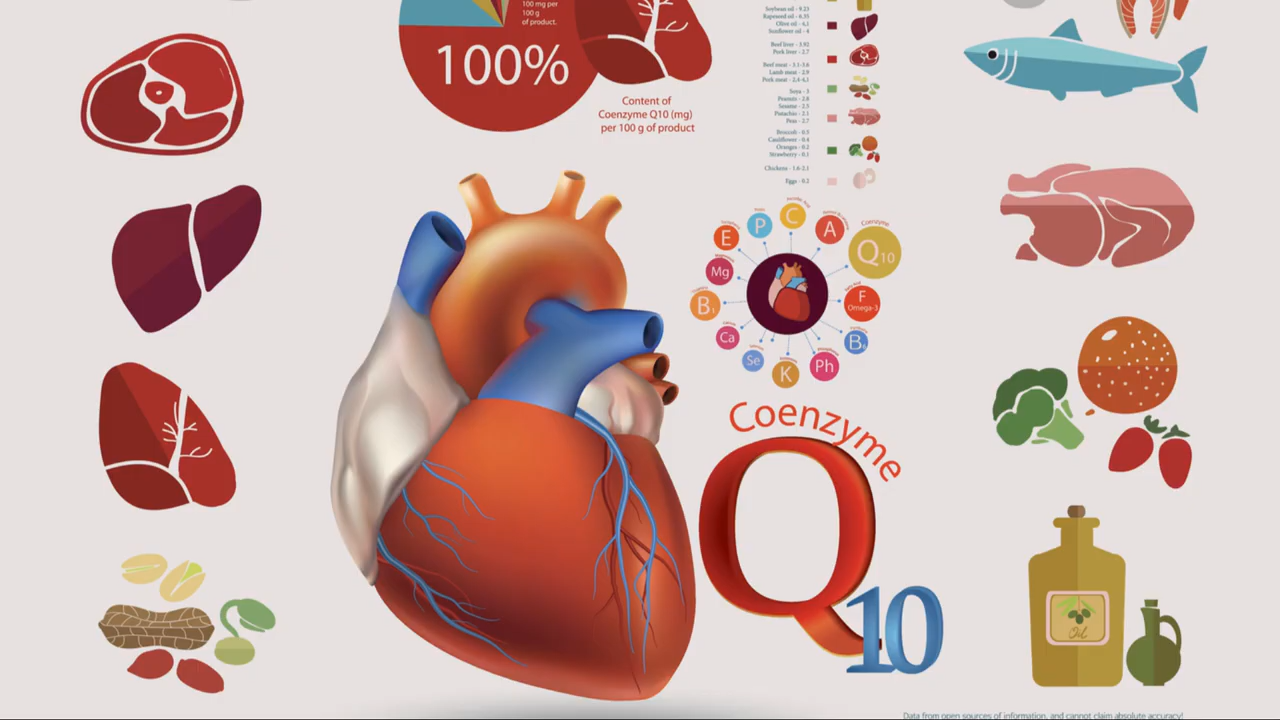 100 mg per
100 g
of product.
100%
Content of
Coenzyme Q10 (mg)
per 100 g of product
Soybean oil - 9.23
Rapeseed oil - 6,35
Olive oil - 4,1
Sunflower oil - 4
Beef liver - 3.92
Pork liver - 2.7
Beef meat - 3.1-3.6
Lamb meat - 2.9
Pork meat - 2,4-4,1
Soya - 3
Peanuts - 2.8
Sesame - 2.3
Pistachio - 2.1
Peas - 2.7
Broccoli - 0.5
Cauliflower - 0.4
Oranges - 0.2
Strawberry - 0.1
Chicken - 1.6-2.1
Eggs - 0.2
E
P
C
A
Coenzyme
Q10
Mg
F
Omega-3
B1
Ca
Se
K
Ph
B6
Coenzyme
Q10
Oil
Data from open sources of information, and cannot claim absolute accuracy!